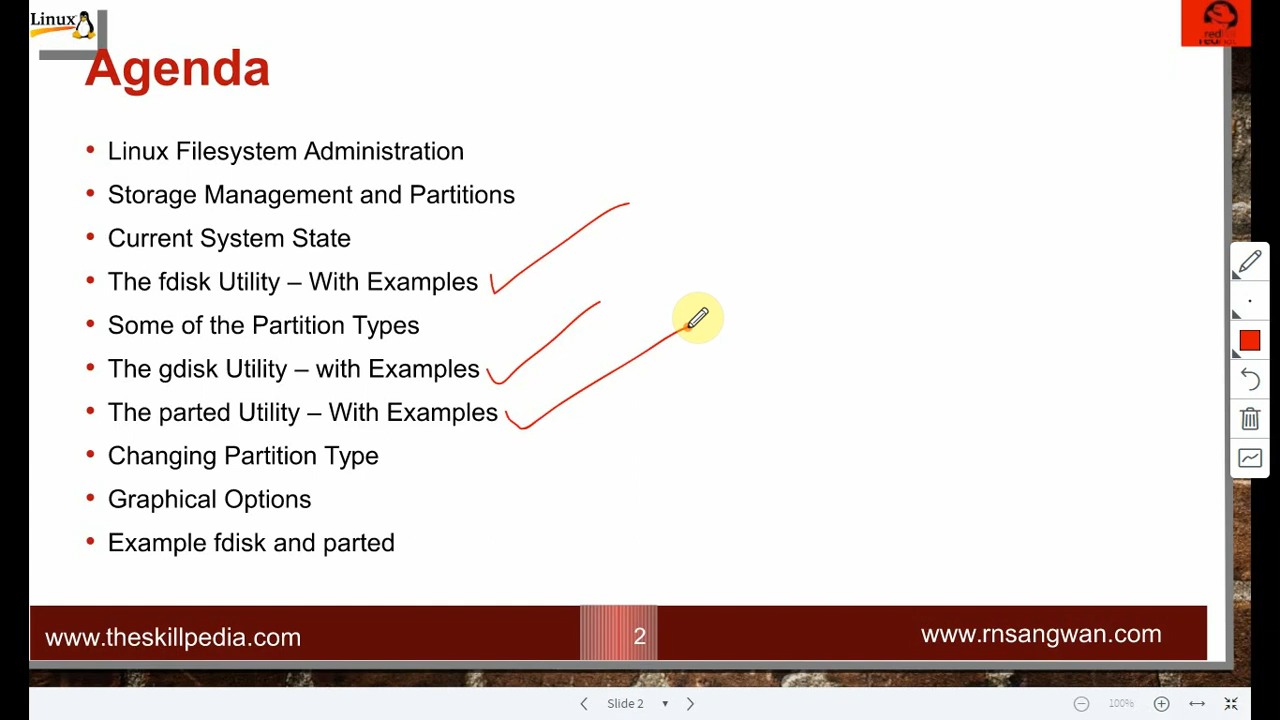 Linux
Agenda
• Linux Filesystem Administration
• Storage Management and Partitions
• Current System State
• The fdisk Utility – With Examples
• Some of the Partition Types
• The gdisk Utility – with Examples
• The parted Utility – With Examples
• Changing Partition Type
• Graphical Options
• Example fdisk and parted
www.theskillpedia.com
2
www.rnsangwan.com
Slide 2
100%